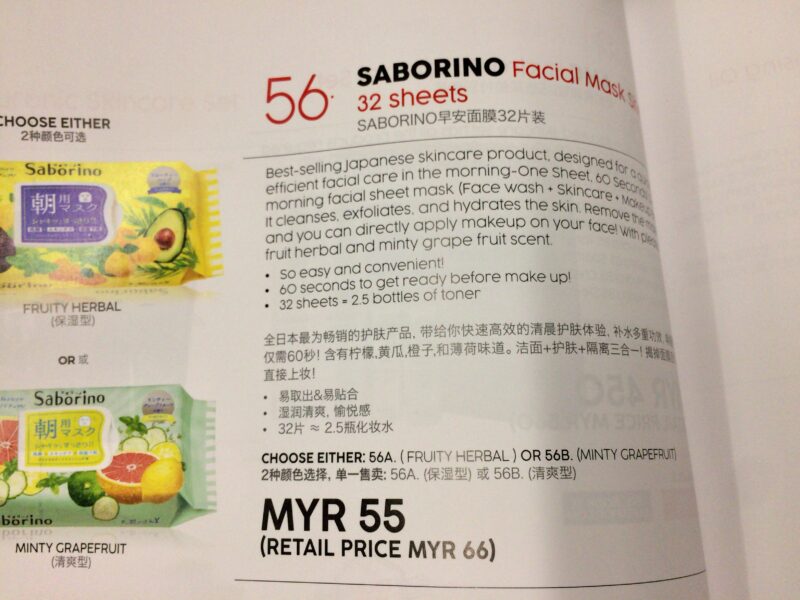 CHOOSE EITHER
2种颜色可选
Saborino
朝用
マスク
FRUITY HERBAL
(保湿型)
OR 或
Saborino
朝用
マスク
Saborino
MINTY GRAPEFRUIT
(清爽型)
56. SABORINO Facial Mask
32 sheets
SABORINO早安面膜32片装
Best-selling Japanese skincare product, designed for a
efficient facial care in the morning-One Sheet, 60
morning facial sheet mask (Face wash + Skincare +
It cleanses, exfoliates, and hydrates the skin. Remove the
and you can directly apply makeup on your face! With
fruit herbal and minty grape fruit scent.
• So easy and convenient!
• 60 seconds to get ready before make up!
• 32 sheets = 2.5 bottles of toner
全日本最为畅销的护肤产品, 带给你快速高效的清晨护肤体验, 补水多重功效,
仅需60秒! 含有柠檬,黄瓜,橙子,和薄荷味道。洁面+护肤+隔离三合一! 揭掉面膜
直接上妆!
• 易取出&易贴合
• 湿润清爽, 愉悦感
• 32片 ≈ 2.5瓶化妆水
CHOOSE EITHER: 56A. ( FRUITY HERBAL ) OR 56B. (MINTY GRAPEFRUIT)
2种颜色选择, 单一售卖: 56A. (保湿型) 或 56B. (清爽型)
MYR 55
(RETAIL PRICE MYR 66)